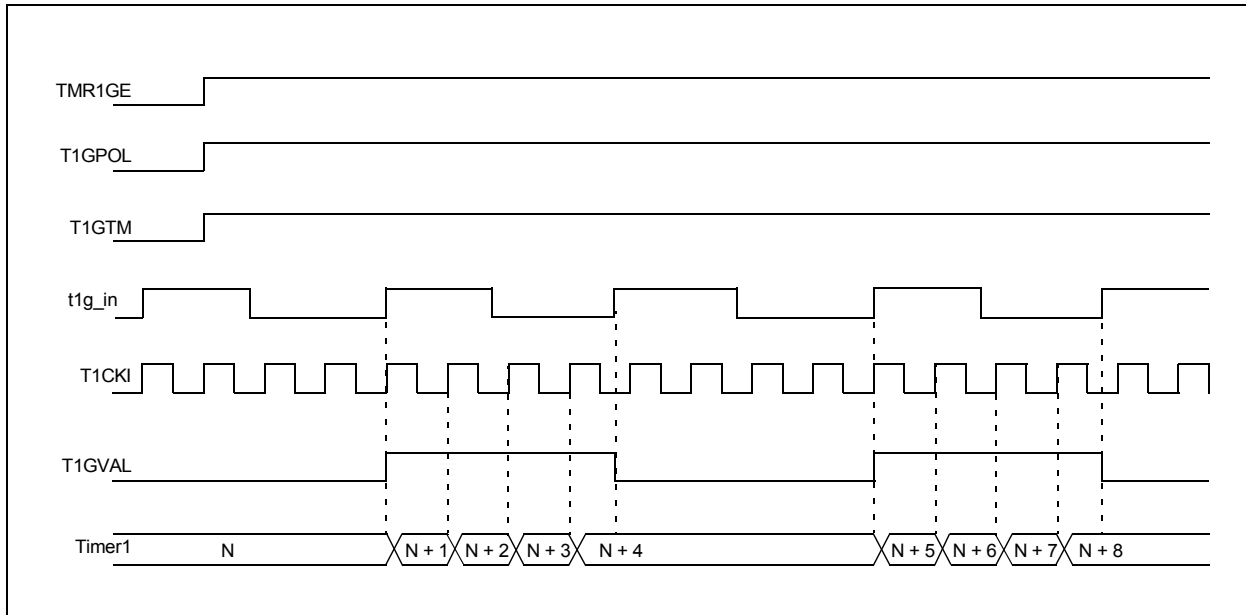 TMR1GE
T1GPOL
T1GTM
t1g_in
T1CKI
T1GVAL
Timer1 N N + 1 N + 2 N + 3 N + 4 N + 5 N + 6 N + 7 N + 8